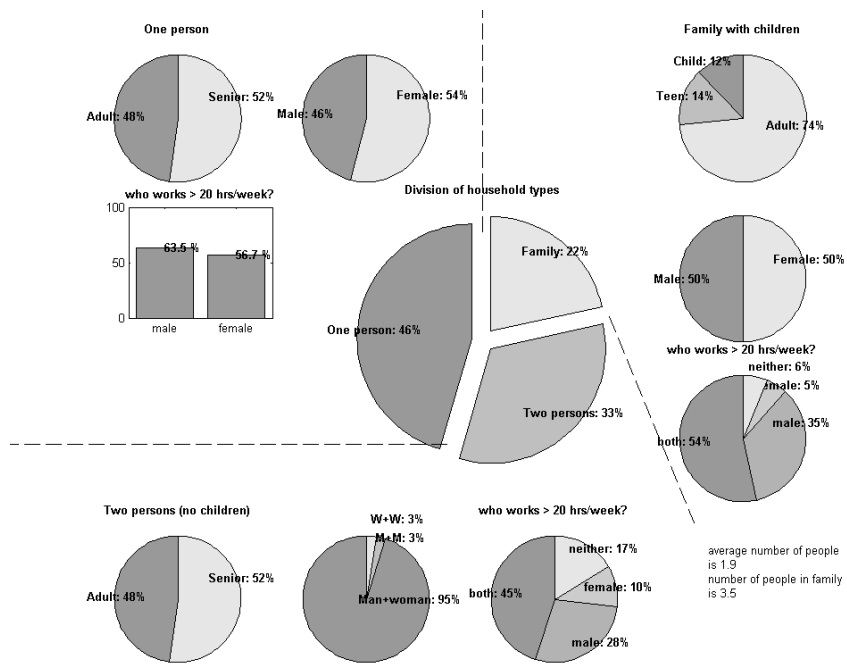 One person
Adult: 48%
Senior: 52%
Male: 46%
Female: 54%
who works > 20 hrs/week?
100
50
0
63.5 %
56.7 %
male
female
Division of household types
Family: 22%
One person: 46%
Two persons: 33%
Family with children
Child: 12%
Teen: 14%
Adult: 74%
Male: 50%
Female: 50%
who works > 20 hrs/week?
neither: 6%
female: 5%
male: 35%
both: 54%
Two persons (no children)
Adult: 48%
Senior: 52%
W+W: 3%
M+M: 3%
Man+woman: 95%
who works > 20 hrs/week?
neither: 17%
female: 10%
both: 45%
male: 28%
average number of people
is 1.9
number of people in family
is 3.5